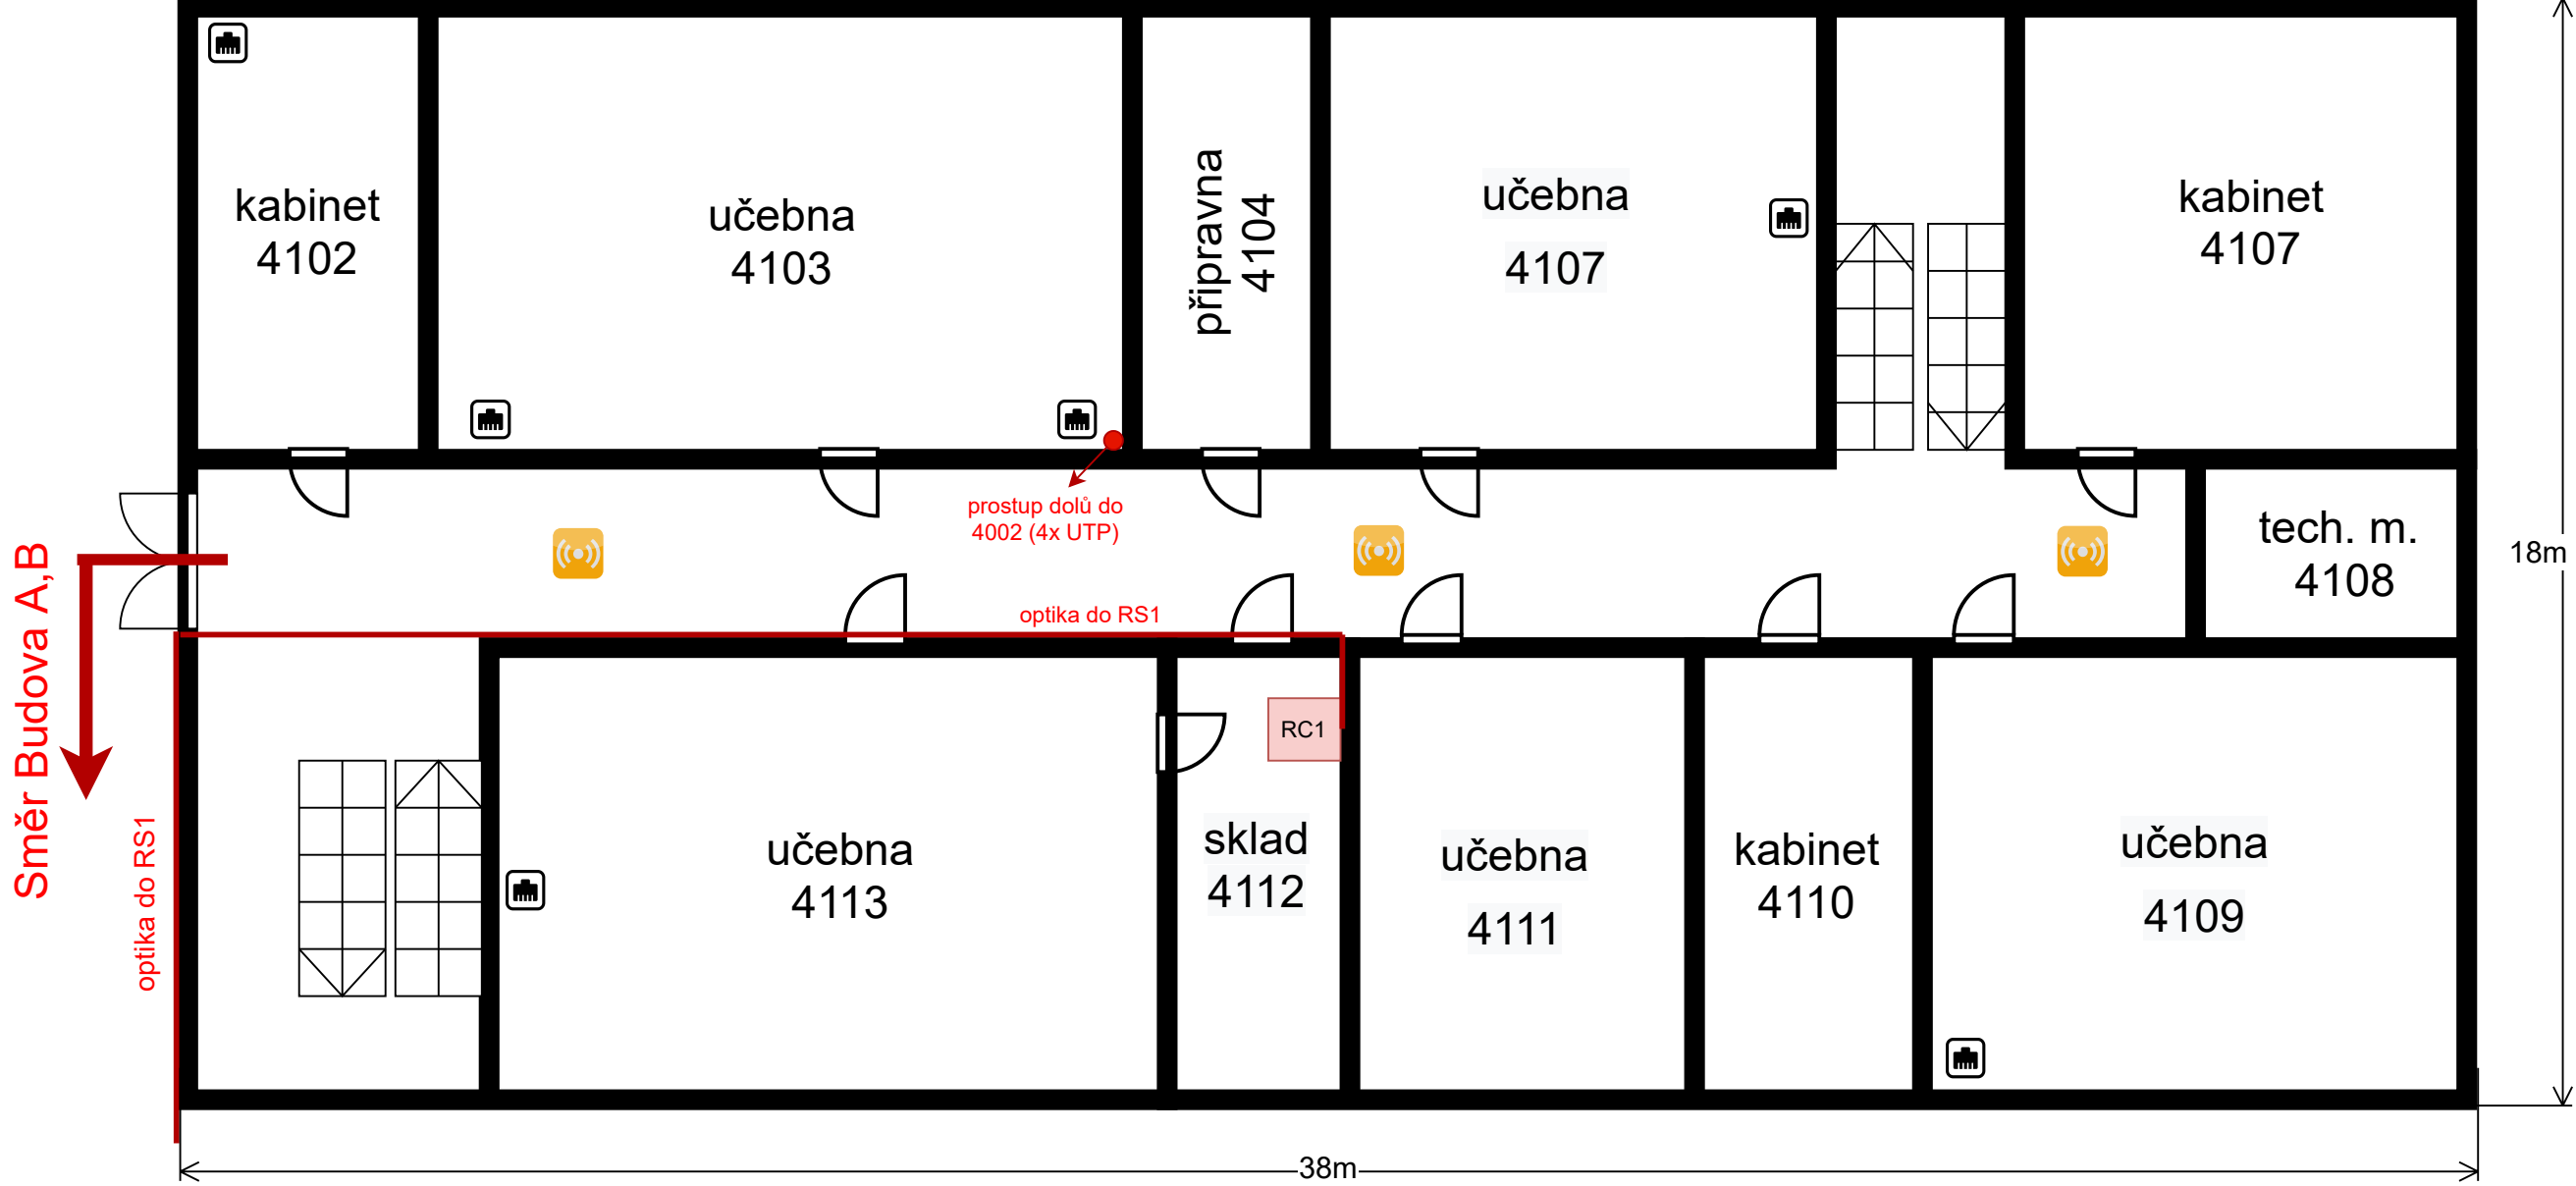 kabinet
4102
učebna
4103
připravna
4104
učebna
4107
kabinet
4107
prostup dolů do
4002 (4x UTP)
tech. m.
4108
18m
Směr Budova A,B
optika do RS1
optika do RS1
RC1
učebna
4113
sklad
4112
učebna
4111
kabinet
4110
učebna
4109
38m